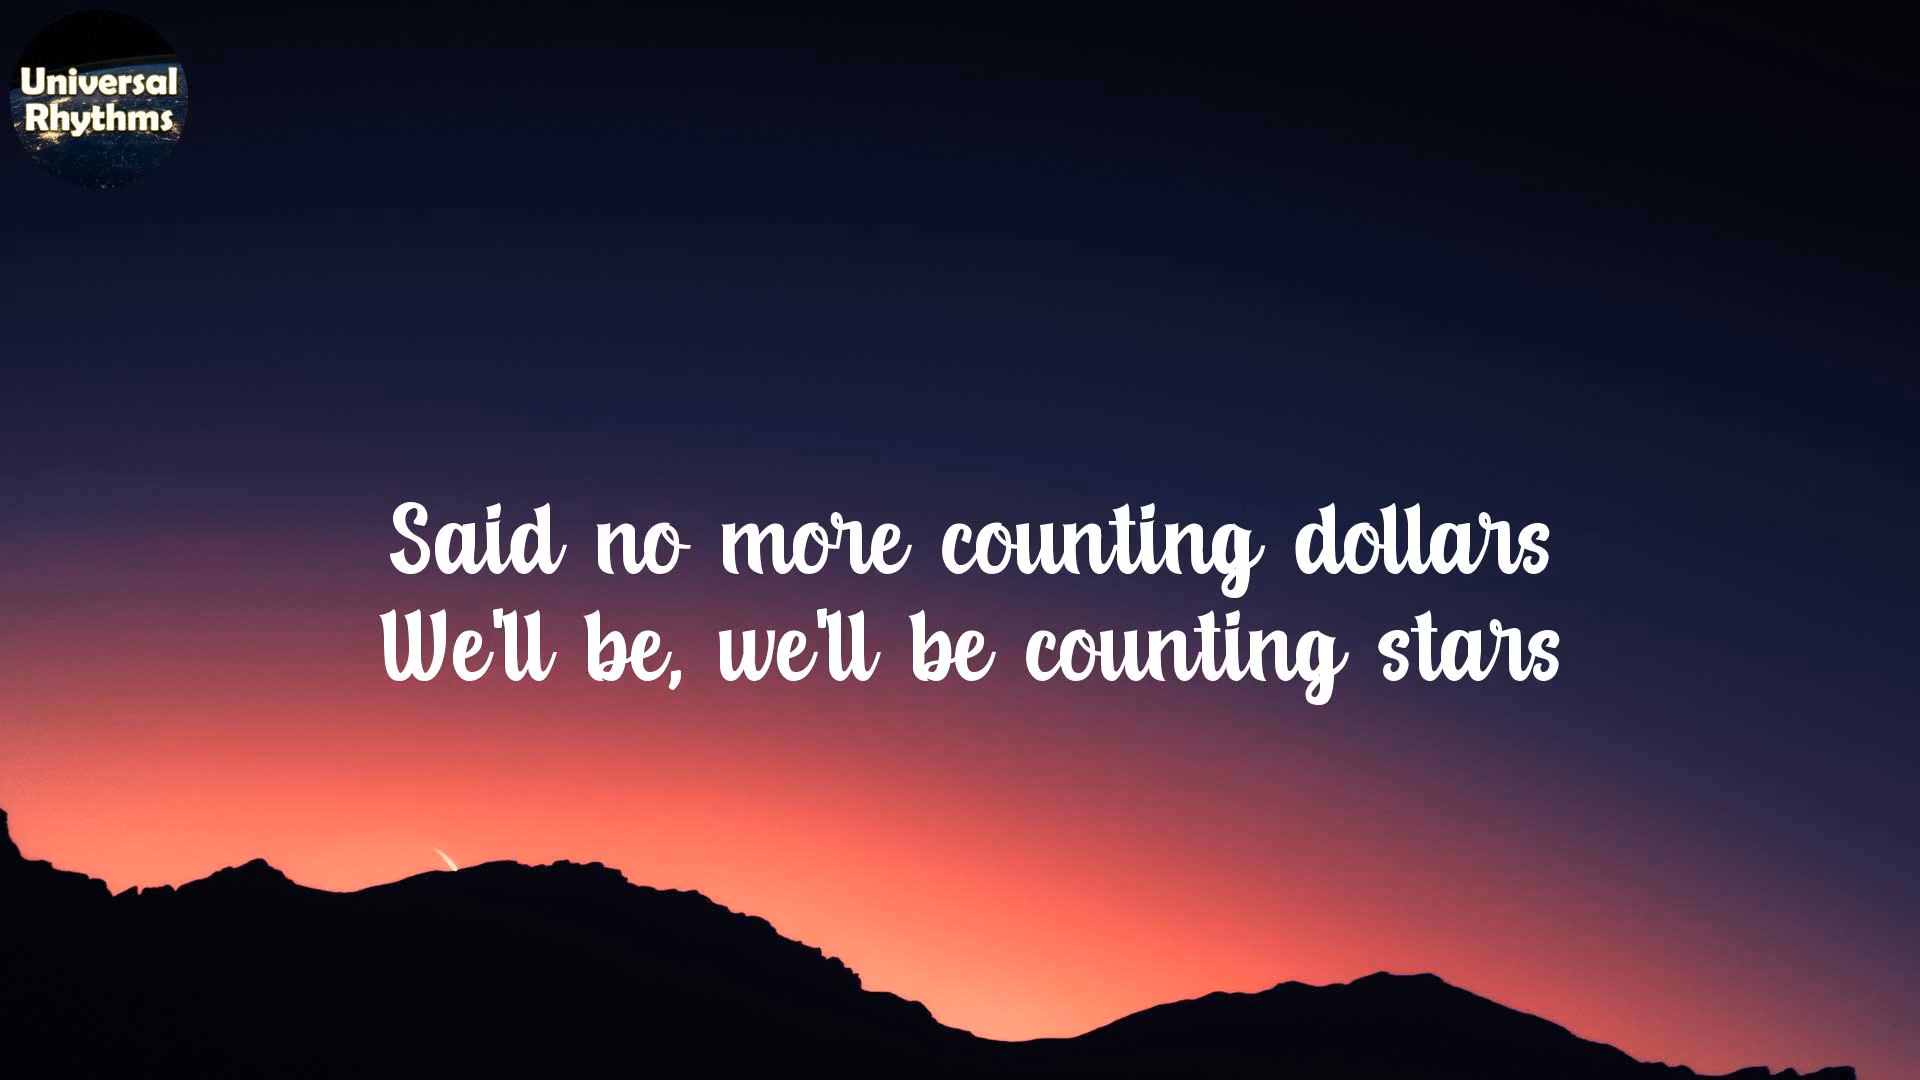 Universal
Rhythms
Said no more counting dollars
We'll be, we'll be counting stars